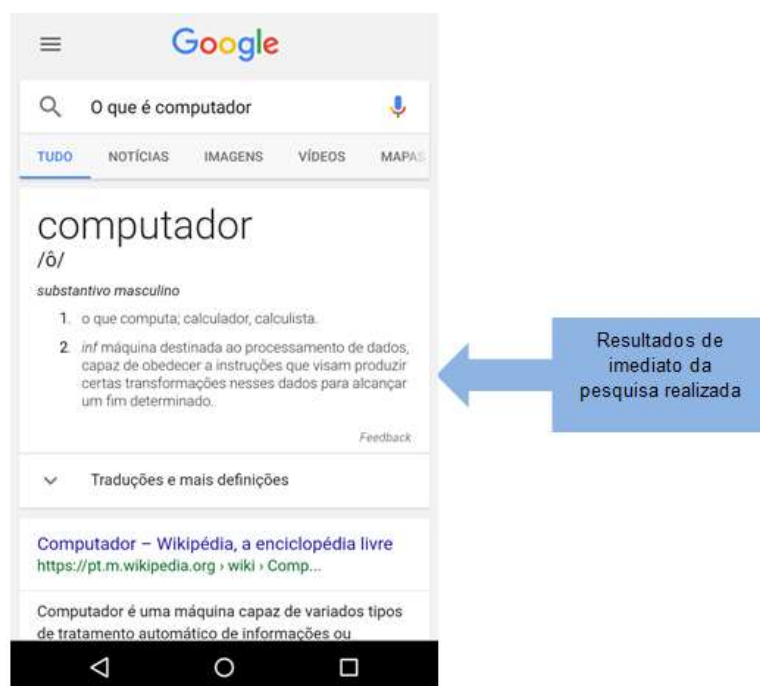 Google
O que é computador
TUDO NOTÍCIAS IMAGENS VÍDEOS MAPAS
computador
/ô/
substantivo masculino
1. o que computa; calculador, calculista.
2. inf máquina destinada ao processamento de dados,
capaz de obedecer a instruções que visam produzir
certas transformações nesses dados para alcançar
um fim determinado.
Feedback
Traduções e mais definições
Computador – Wikipédia, a enciclopédia livre
https://pt.m.wikipedia.org › wiki › Comp...
Computador é uma máquina capaz de variados tipos
de tratamento automático de informações ou
Resultados de
imediato da
pesquisa realizada